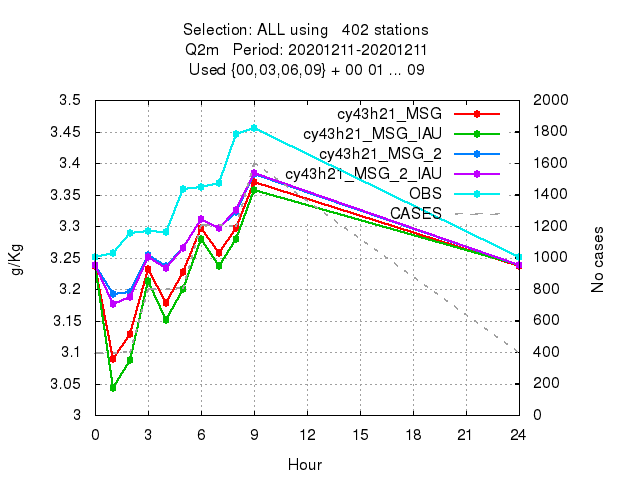 Selection: ALL using   402 stations
Q2m   Period: 20201211-20201211
Used {00,03,06,09} + 00 01 ... 09
3.5 2000
cy43h21_MSG
3.45 1800
cy43h21_MSG_IAU
cy43h21_MSG_2
3.4 1600
cy43h21_MSG_2_IAU
3.35 OBS 1400
CASES
3.3 1200
3.25 1000
g/Kg No cases
3.2 800
3.15 600
3.1 400
3.05 200
3 0
0 3 6 9 12 15 18 21 24
Hour